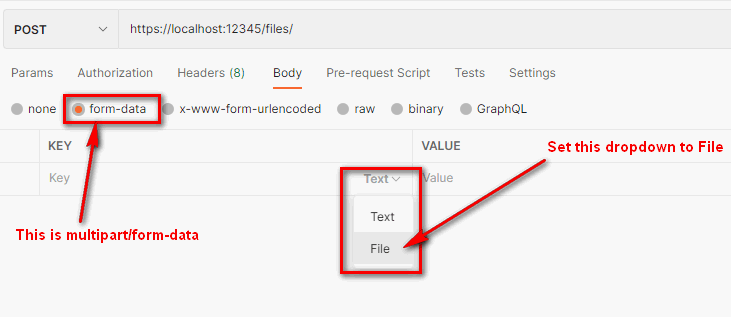 POST https://localhost:12345/files/
Params Authorization Headers (8) Body Pre-request Script Tests Settings
none form-data x-www-form-urlencoded raw binary GraphQL
KEY VALUE
Set this dropdown to File
Key Text Value
Text
This is multipart/form-data
File